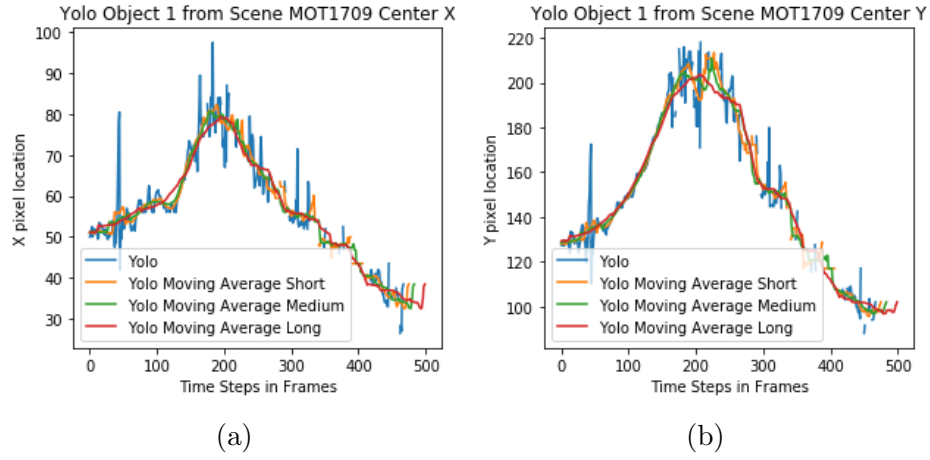 Yolo Object 1 from Scene MOT1709 Center X
100
90
80
70
60
50
40
30
X pixel location
Yolo
Yolo Moving Average Short
Yolo Moving Average Medium
Yolo Moving Average Long
0 100 200 300 400 500
Time Steps in Frames
(a)
Yolo Object 1 from Scene MOT1709 Center Y
220
200
180
160
140
120
100
Y pixel location
Yolo
Yolo Moving Average Short
Yolo Moving Average Medium
Yolo Moving Average Long
0 100 200 300 400 500
Time Steps in Frames
(b)